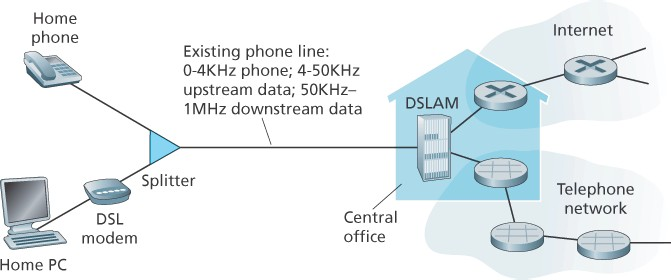 Home
phone
Existing phone line:
0-4KHz phone; 4-50KHz
upstream data; 50KHz–
1MHz downstream data
Internet
DSLAM
Splitter
DSL
modem
Home PC
Central
office
Telephone
network